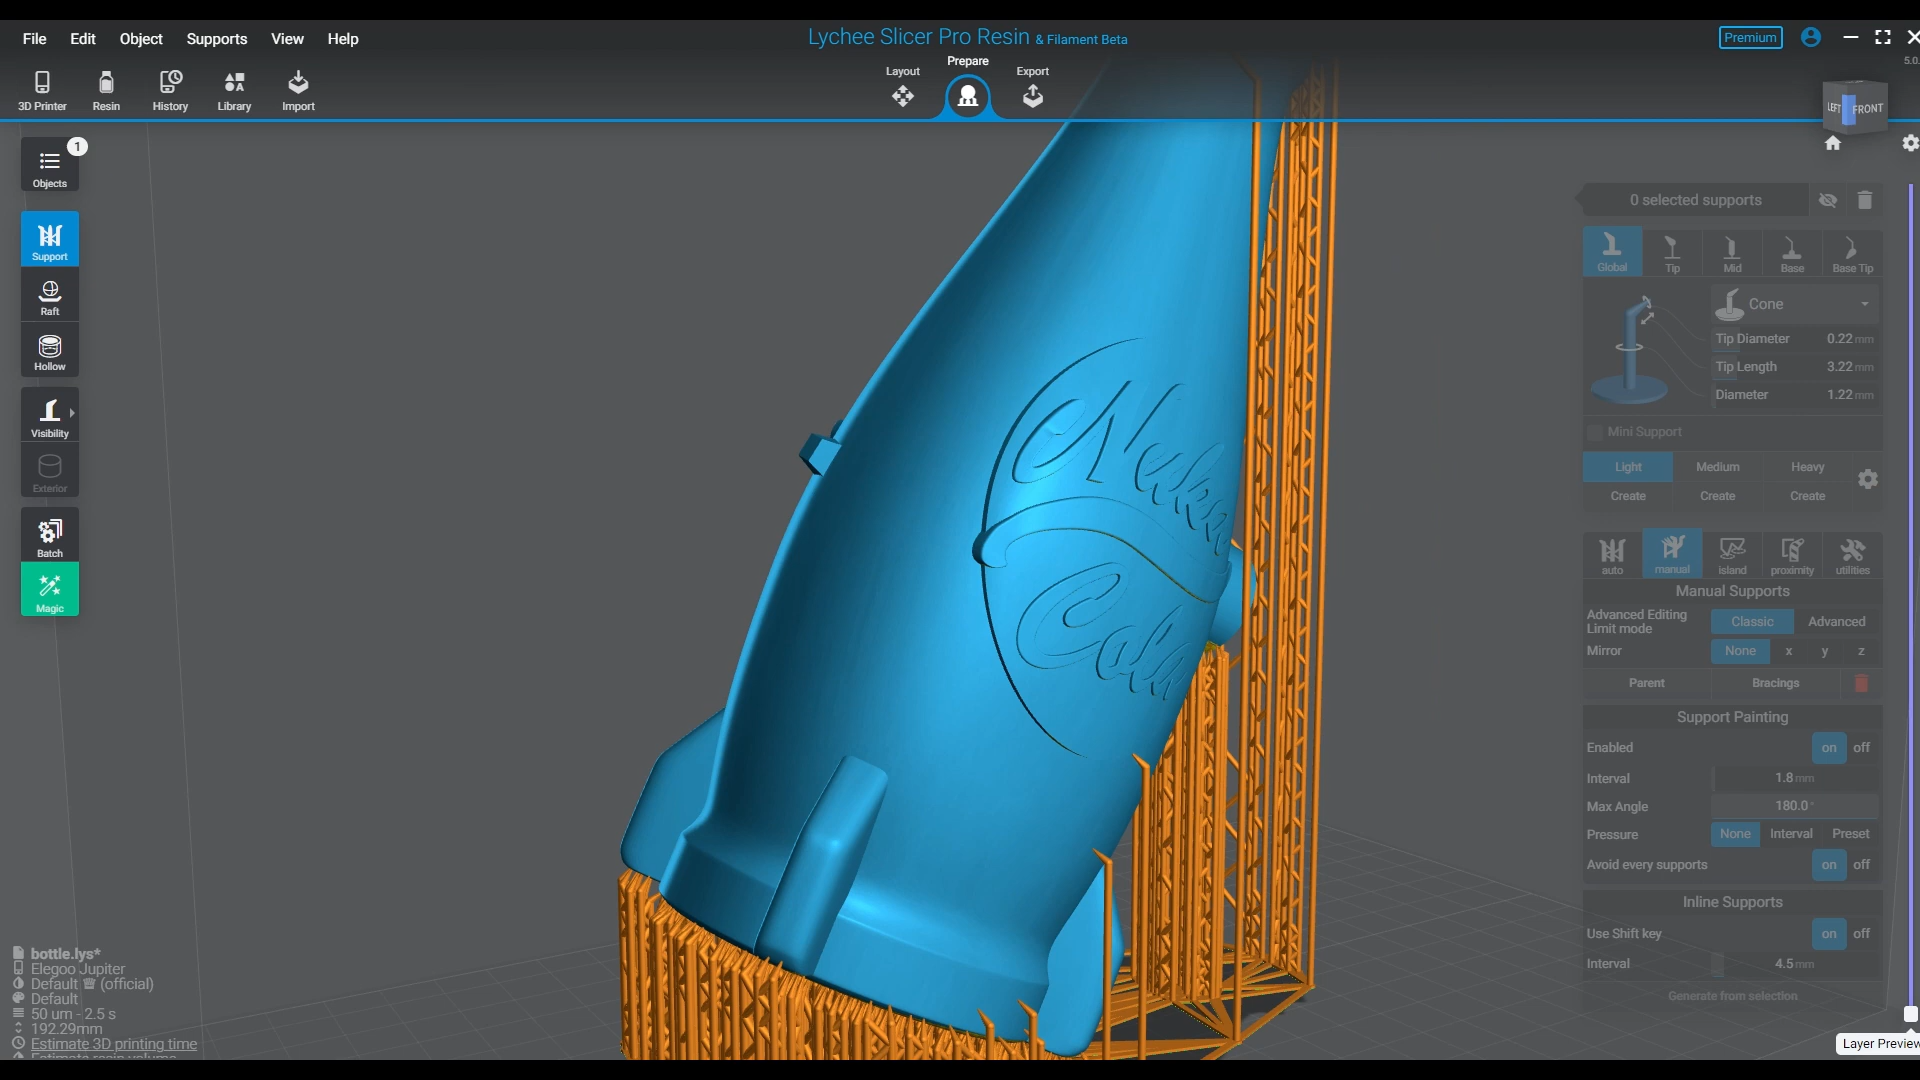 File Edit Object Supports View Help
Lychee Slicer Pro Resin & Filament Beta
Premium
5.0.
3D Printer Resin History Library Import
Layout Prepare Export
LEFT FRONT
1
Objects
Support
Raft
Hollow
Visibility
Exterior
Batch
Magic
Nuka
Cola
0 selected supports
Global Tip Mid Base Base Tip
Cone
Tip Diameter 0.22 mm
Tip Length 3.22 mm
Diameter 1.22 mm
Mini Support
Light Medium Heavy
Create Create Create
auto manual island proximity utilities
Manual Supports
Advanced Editing
Limit mode Classic Advanced
Mirror None x y z
Parent Bracings
Support Painting
Enabled on off
Interval 1.8 mm
Max Angle 180.0 °
Pressure None Interval Preset
Avoid every supports on off
Inline Supports
Use Shift key on off
Interval 4.5 mm
Generate from selection
Layer Preview
bottle.lys*
Elegoo Jupiter
Default (official)
Default
50 um - 2.5 s
192.29mm
Estimate 3D printing time
Estimate resin volume